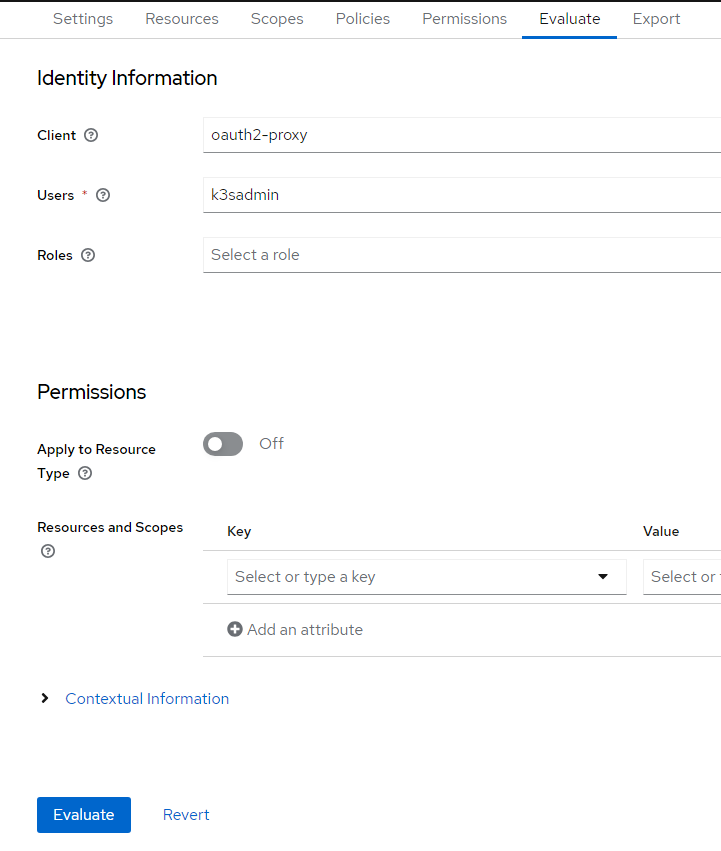 Settings Resources Scopes Policies Permissions Evaluate Export
Identity Information
Client
oauth2-proxy
Users *
k3sadmin
Roles
Select a role
Permissions
Apply to Resource
Type
Off
Resources and Scopes
Key Value
Select or type a key Select or
Add an attribute
Contextual Information
Evaluate Revert